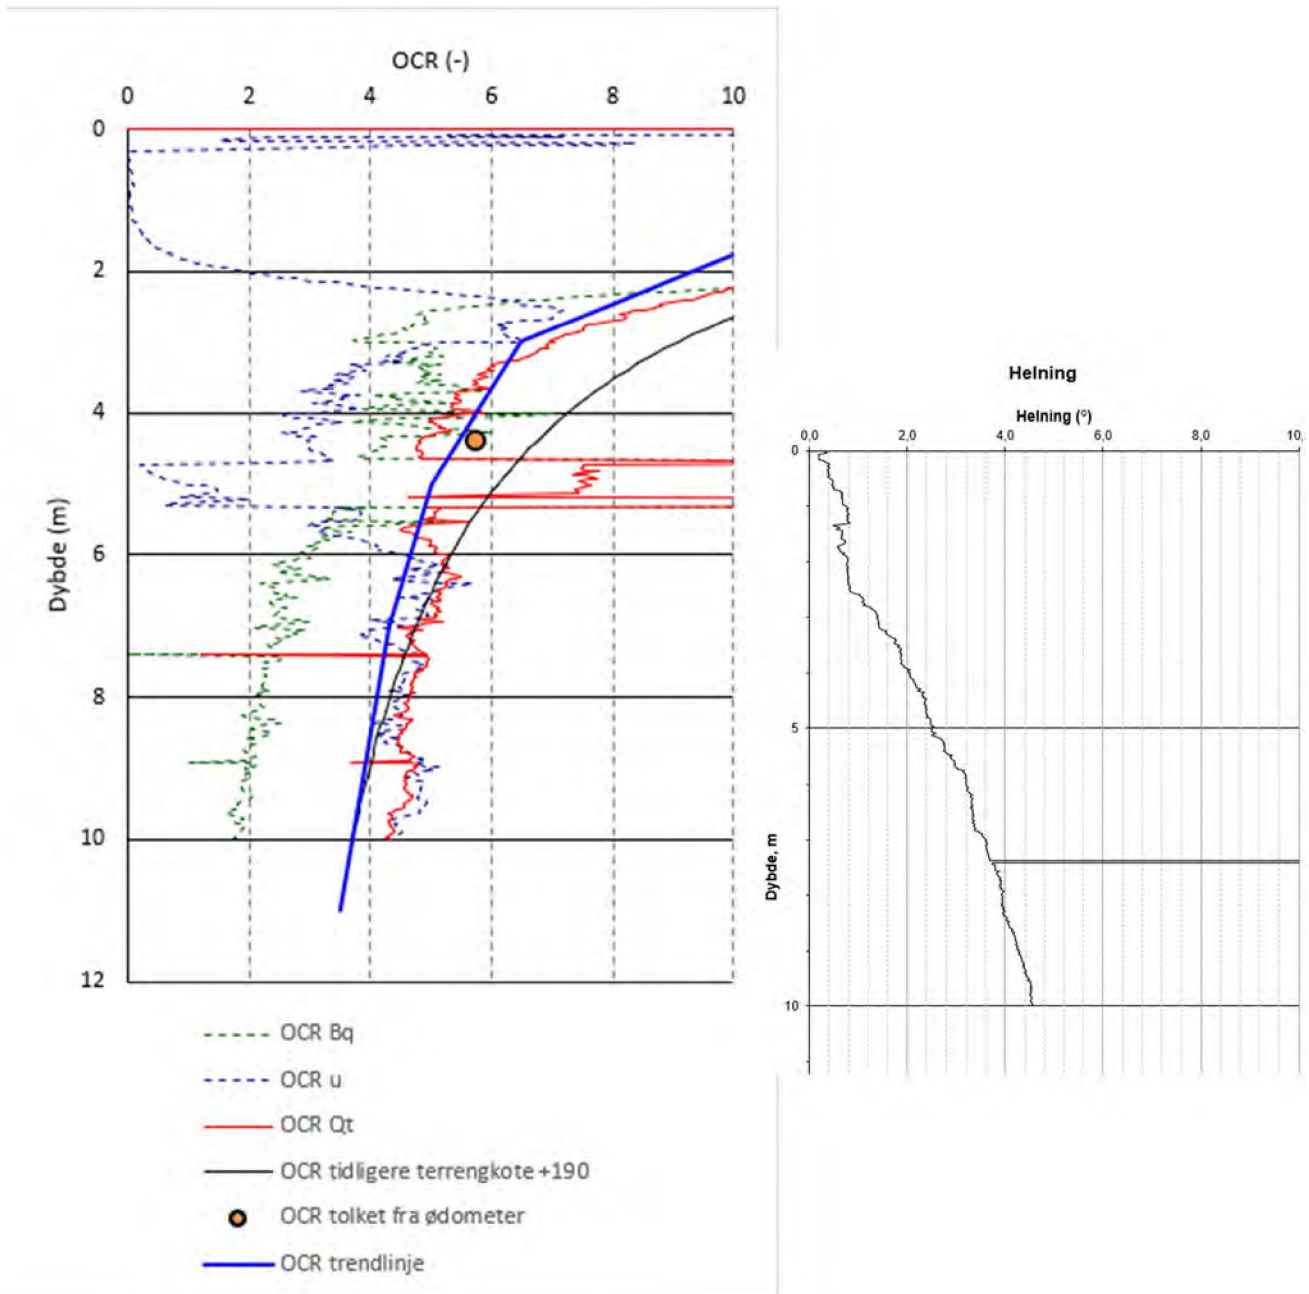 OCR (-)
0 2 4 6 8 10
0
2
4
6
8
10
12
Dybde (m)
OCR Bq
OCR u
OCR Qt
OCR tidligere terrengkote +190
OCR tolket fra ødometer
OCR trendlinje
Helning
Helning (°)
0,0 2,0 4,0 6,0 8,0 10,
0
5
10
Dybde, m